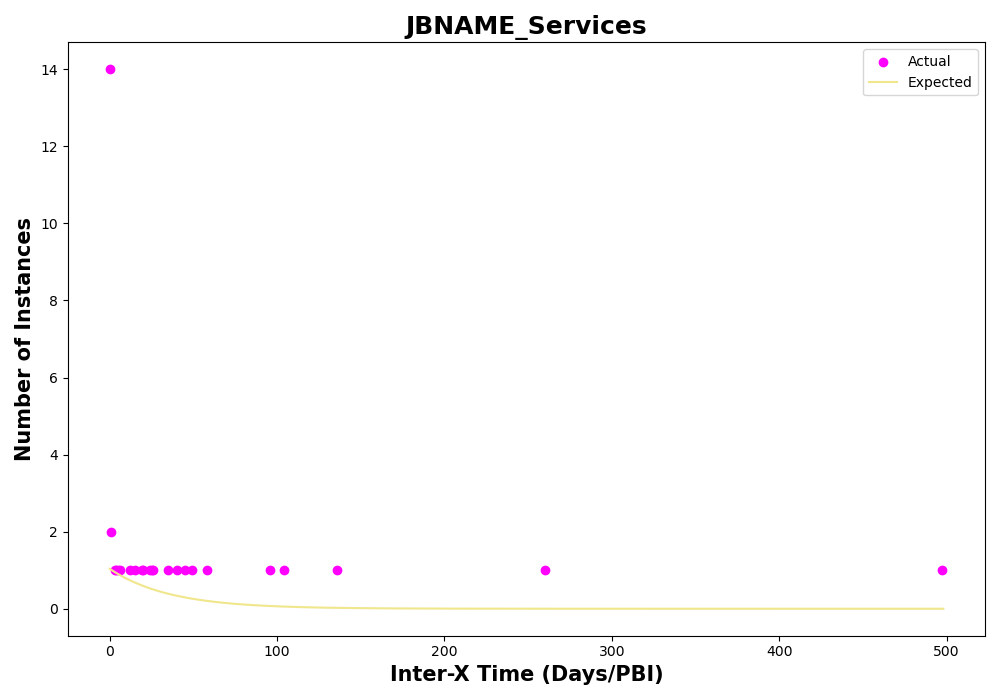 JBNAME_Services
Actual
Expected
14
12
10
8
6
4
2
0
Number of Instances
0
100
200
300
400
500
Inter-X Time (Days/PBI)